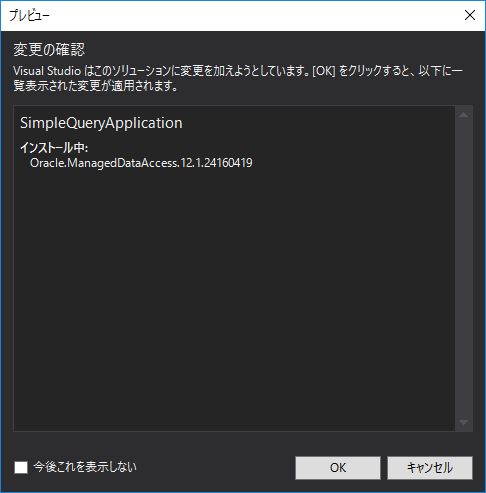 プレビュー
変更の確認
Visual Studio はこのソリューションに変更を加えようとしています。[OK] をクリックすると、以下に一
覧表示された変更が適用されます。
SimpleQueryApplication
インストール中:
Oracle.ManagedDataAccess.12.1.24160419
今後これを表示しない
OK
キャンセル